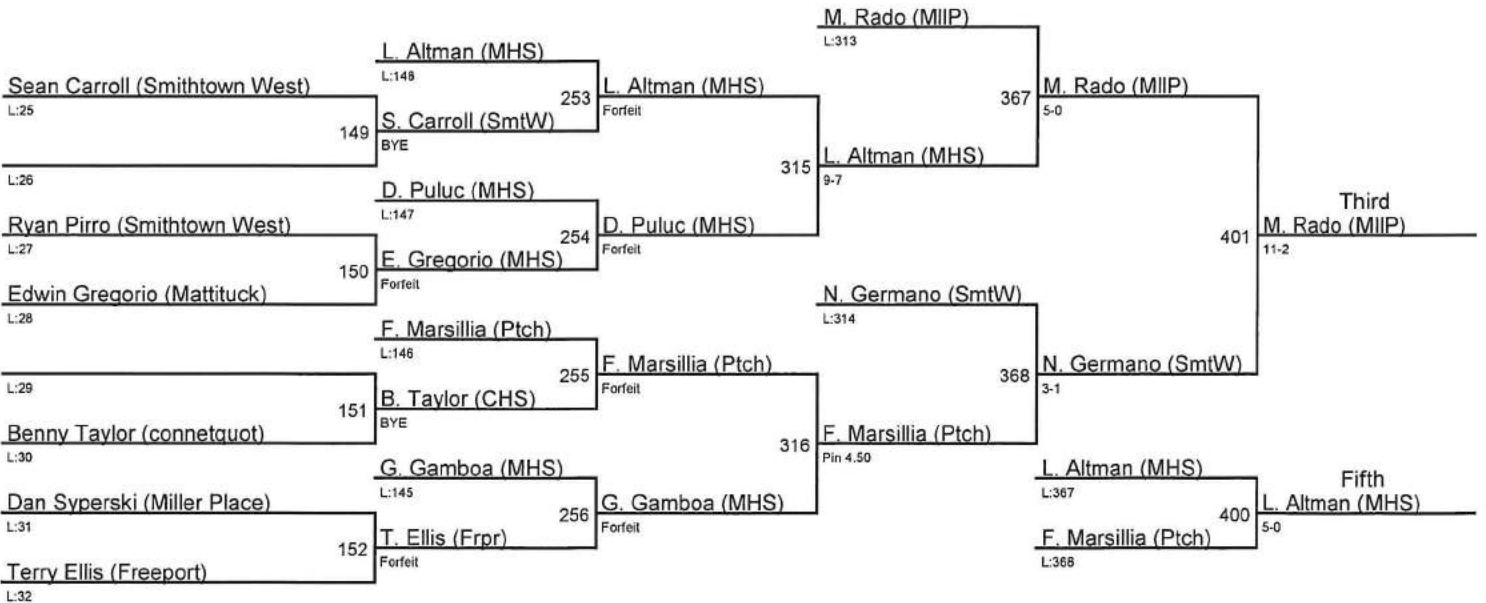 M. Rado (MIIP)
L:313
L. Altman (MHS)
L:148
Sean Carroll (Smithtown West)
L:25
253
L. Altman (MHS)
Forfeit
367
M. Rado (MIIP)
5-0
149
S. Carroll (SmtW)
BYE
L:26
315
L. Altman (MHS)
9-7
D. Puluc (MHS)
L:147
Ryan Pirro (Smithtown West)
L:27
254
D. Puluc (MHS)
Forfeit
Third
401
M. Rado (MIIP)
11-2
150
E. Gregorio (MHS)
Forfeit
Edwin Gregorio (Mattituck)
L:28
N. Germano (SmtW)
L:314
F. Marsillia (Ptch)
L:146
L:29
255
F. Marsillia (Ptch)
Forfeit
368
N. Germano (SmtW)
3-1
151
B. Taylor (CHS)
BYE
Benny Taylor (connetquot)
L:30
316
F. Marsillia (Ptch)
Pin 4.50
G. Gamboa (MHS)
L:145
L. Altman (MHS)
L:367
Dan Syperski (Miller Place)
L:31
256
G. Gamboa (MHS)
Forfeit
Fifth
400
L. Altman (MHS)
5-0
152
T. Ellis (Frpr)
Forfeit
F. Marsillia (Ptch)
L:368
Terry Ellis (Freeport)
L:32